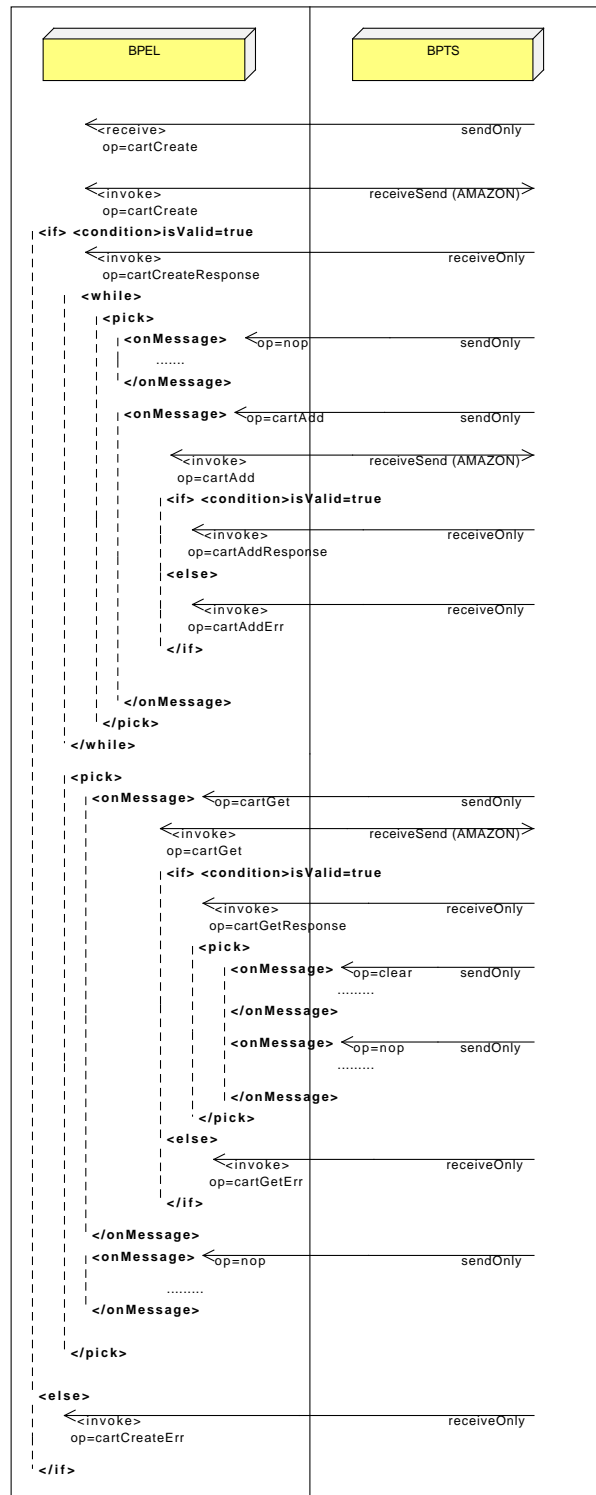 BPEL BPTS
<receive> sendOnly
op=cartCreate
<invoke> receiveSend (AMAZON)
op=cartCreate
<if> <condition>isValid=true
<invoke> receiveOnly
op=cartCreateResponse
<while>
<pick>
<onMessage> op=nop sendOnly
.......
</onMessage>
<onMessage> op=cartAdd sendOnly
<invoke> receiveSend (AMAZON)
op=cartAdd
<if> <condition>isValid=true
<invoke> receiveOnly
op=cartAddResponse
<else>
<invoke> receiveOnly
op=cartAddErr
</if>
</onMessage>
</pick>
</while>
<pick>
<onMessage> op=cartGet sendOnly
<invoke> receiveSend (AMAZON)
op=cartGet
<if> <condition>isValid=true
<invoke> receiveOnly
op=cartGetResponse
<pick>
<onMessage> op=clear sendOnly
.........
</onMessage>
<onMessage> op=nop sendOnly
.........
</onMessage>
</pick>
<else>
<invoke> receiveOnly
op=cartGetErr
</if>
</onMessage>
<onMessage> op=nop sendOnly
.........
</onMessage>
</pick>
<else>
<invoke> receiveOnly
op=cartCreateErr
</if>